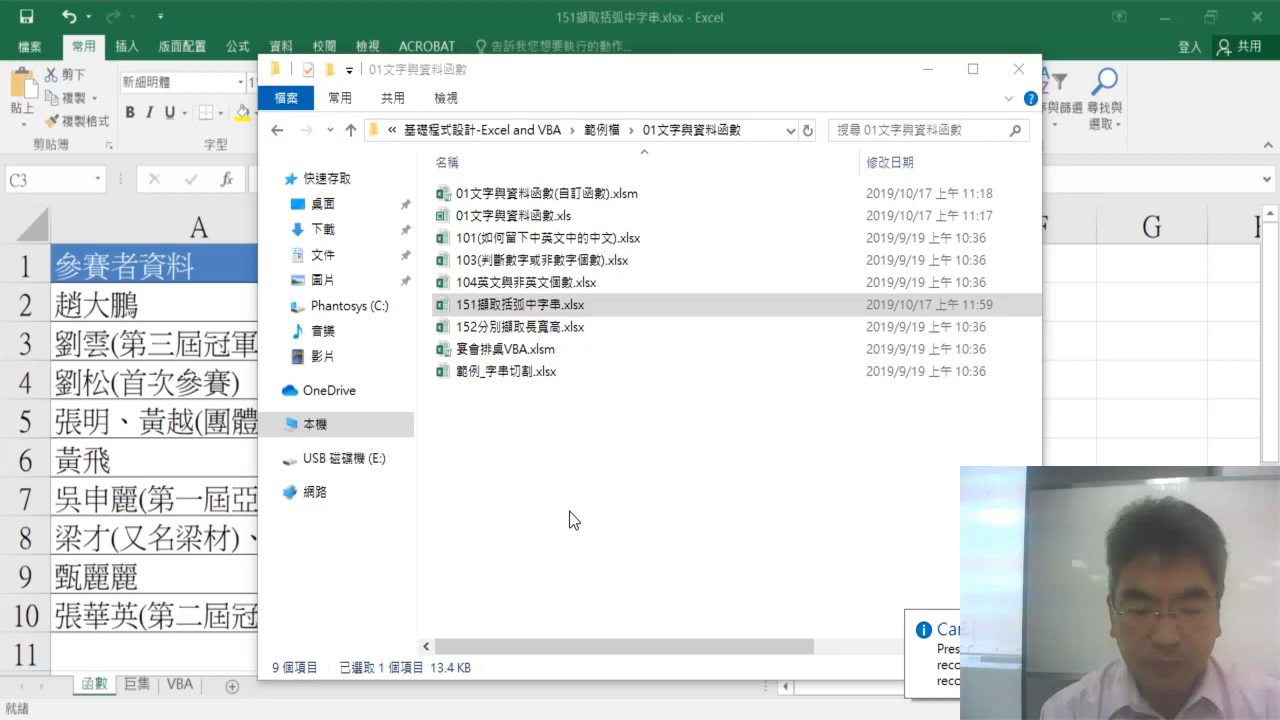 151擷取括弧中字串.xlsx - Excel
檔案 常用 插入 版面配置 公式 資料 校閱 檢視 ACROBAT 告訴我您想要執行的動作... 登入 共用
貼上 剪下 複製 複製格式
剪貼簿
新細明體
B I U
字型
序與篩選 尋找與
選取
01文字與資料函數
檔案 常用 共用 檢視
« 基礎程式設計-Excel and VBA > 範例檔 > 01文字與資料函數
搜尋 01文字與資料函數
C3
fx
快速存取
桌面
下載
文件
圖片
Phantosys (C:)
音樂
影片
OneDrive
本機
USB 磁碟機 (E:)
網路
名稱 修改日期
01文字與資料函數(自訂函數).xlsm 2019/10/17 上午 11:18
01文字與資料函數.xls 2019/10/17 上午 11:17
101(如何留下中英文中的中文).xlsx 2019/9/19 上午 10:36
103(判斷數字或非數字個數).xlsx 2019/9/19 上午 10:36
104英文與非英文個數.xlsx 2019/9/19 上午 10:36
151擷取括弧中字串.xlsx 2019/10/17 上午 11:59
152分別擷取長寬高.xlsx 2019/9/19 上午 10:36
宴會排桌VBA.xlsm 2019/9/19 上午 10:36
範例_字串切割.xlsx 2019/9/19 上午 10:36
9 個項目 已選取 1 個項目 13.4 KB
A G
1 參賽者資料
2 趙大鵬
3 劉雲(第三屆冠軍
4 劉松(首次參賽)
5 張明、黃越(團體
6 黃飛
7 吳申麗(第一屆亞
8 梁才(又名梁材)、
9 甄麗麗
10 張華英(第二屆冠
11
函數 巨集 VBA
就緒
Pres
reco
reco